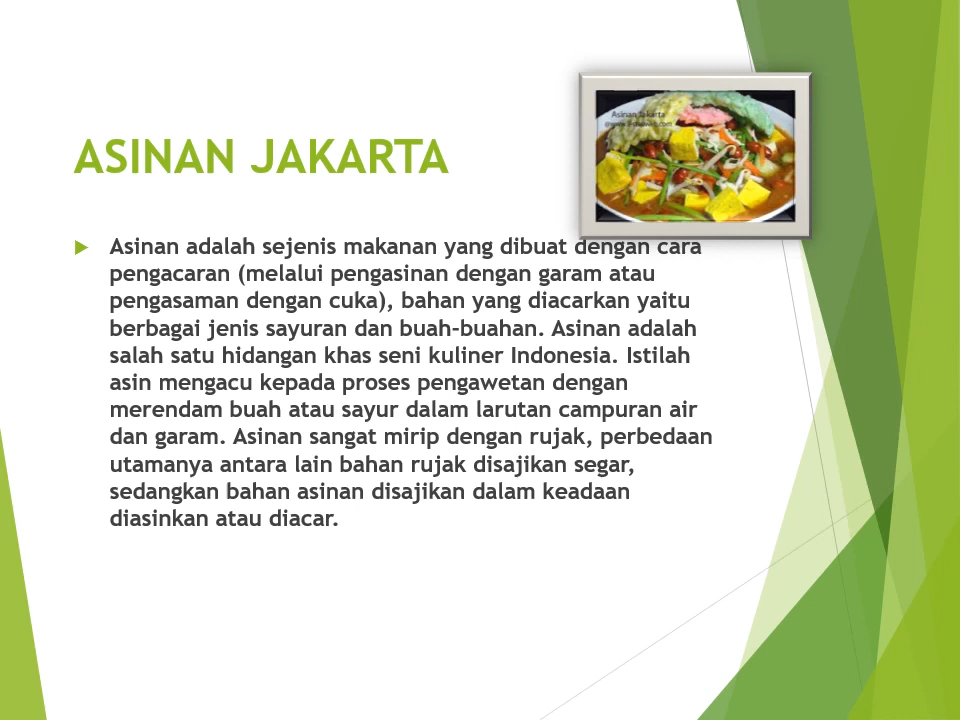 Asinan Jakarta
ASINAN JAKARTA
Asinan adalah sejenis makanan yang dibuat dengan cara
pengacaran (melalui pengasinan dengan garam atau
pengasaman dengan cuka), bahan yang diacarkan yaitu
berbagai jenis sayuran dan buah-buahan. Asinan adalah
salah satu hidangan khas seni kuliner Indonesia. Istilah
asin mengacu kepada proses pengawetan dengan
merendam buah atau sayur dalam larutan campuran air
dan garam. Asinan sangat mirip dengan rujak, perbedaan
utamanya antara lain bahan rujak disajikan segar,
sedangkan bahan asinan disajikan dalam keadaan
diasinkan atau diacar.